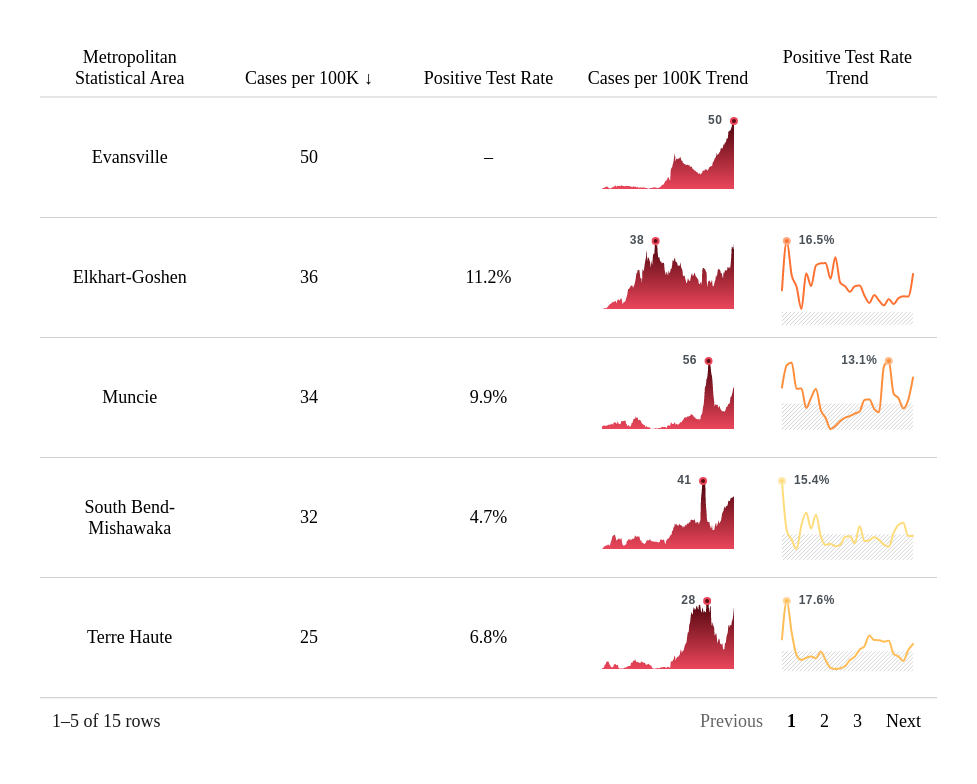 Metropolitan
Statistical Area
Cases per 100K ↓
Positive Test Rate
Cases per 100K Trend
Positive Test Rate
Trend
Evansville
50
–
50
Elkhart-Goshen
36
11.2%
38
16.5%
Muncie
34
9.9%
56
13.1%
South Bend-
Mishawaka
32
4.7%
41
15.4%
Terre Haute
25
6.8%
28
17.6%
1–5 of 15 rows
Previous 1 2 3 Next